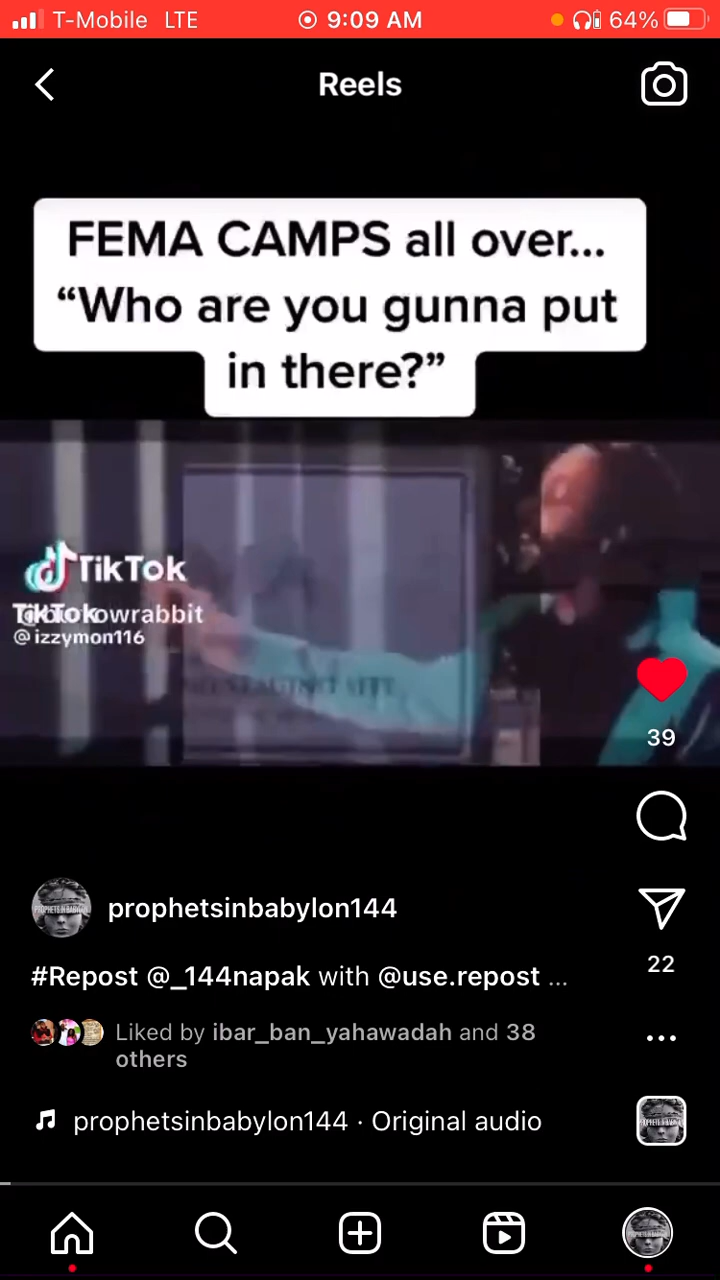 T-Mobile LTE 9:09 AM 64%
Reels
FEMA CAMPS all over...
“Who are you gunna put
in there?”
TikTok
TikTok
@izzymon116
39
prophetsinbabylon144
#Repost @_144napak with @use.repost ...
22
Liked by ibar_ban_yahawadah and 38
others
prophetsinbabylon144 · Original audio